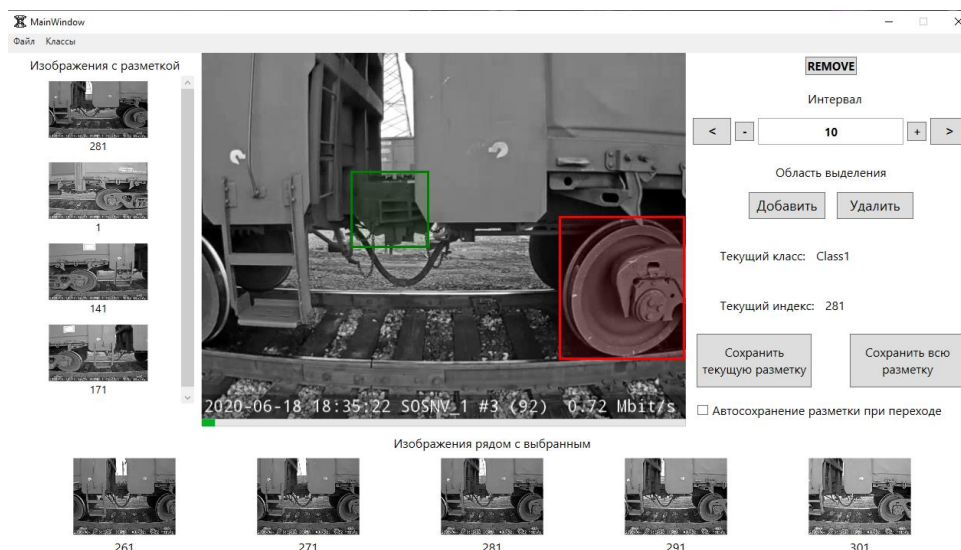 MainWindow
Файл Классы
Изображения с разметкой
281
1
141
171
2020-06-18 18:35:22 SOSNV_1 #3 (92) 0.72 Mbit/s
REMOVE
Интервал
< - 10 + >
Область выделения
Добавить Удалить
Текущий класс: Class1
Текущий индекс: 281
Сохранить текущую разметку
Сохранить всю разметку
Автосохранение разметки при переходе
Изображения рядом с выбранным
261 271 281 291 301